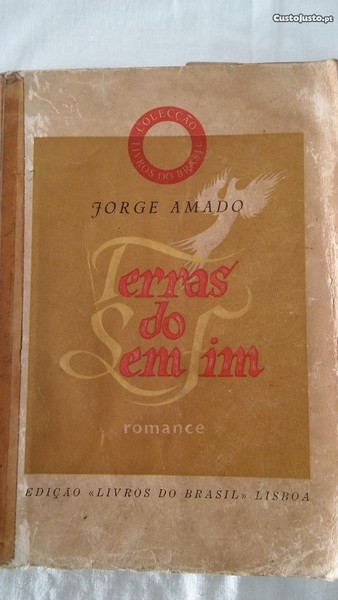 CustoJusto.pt
COLECÇÃO
LIVROS DO BRASIL
JORGE AMADO
Terras
do
Sem Fim
romance
EDIÇÃO «LIVROS DO BRASIL» LISBOA